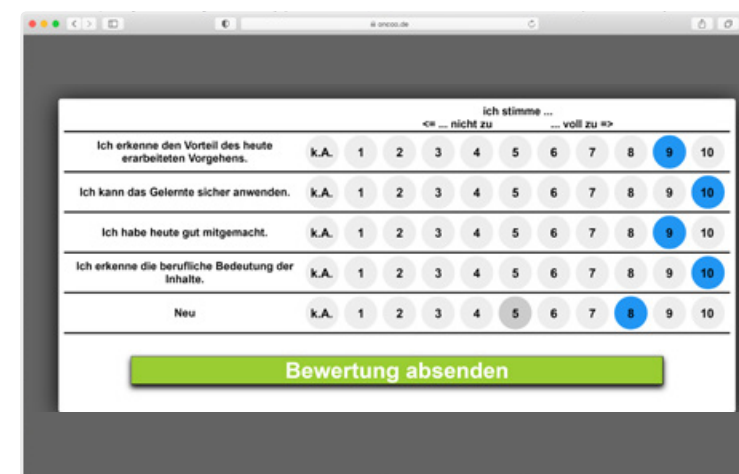 oncoo.de
ich stimme ...
<= ... nicht zu ... voll zu =>
Ich erkenne den Vorteil des heute
erarbeiteten Vorgehens.
k.A. 1 2 3 4 5 6 7 8 9 10
Ich kann das Gelernte sicher anwenden. k.A. 1 2 3 4 5 6 7 8 9 10
Ich habe heute gut mitgemacht. k.A. 1 2 3 4 5 6 7 8 9 10
Ich erkenne die berufliche Bedeutung der
Inhalte.
k.A. 1 2 3 4 5 6 7 8 9 10
Neu k.A. 1 2 3 4 5 6 7 8 9 10
Bewertung absenden